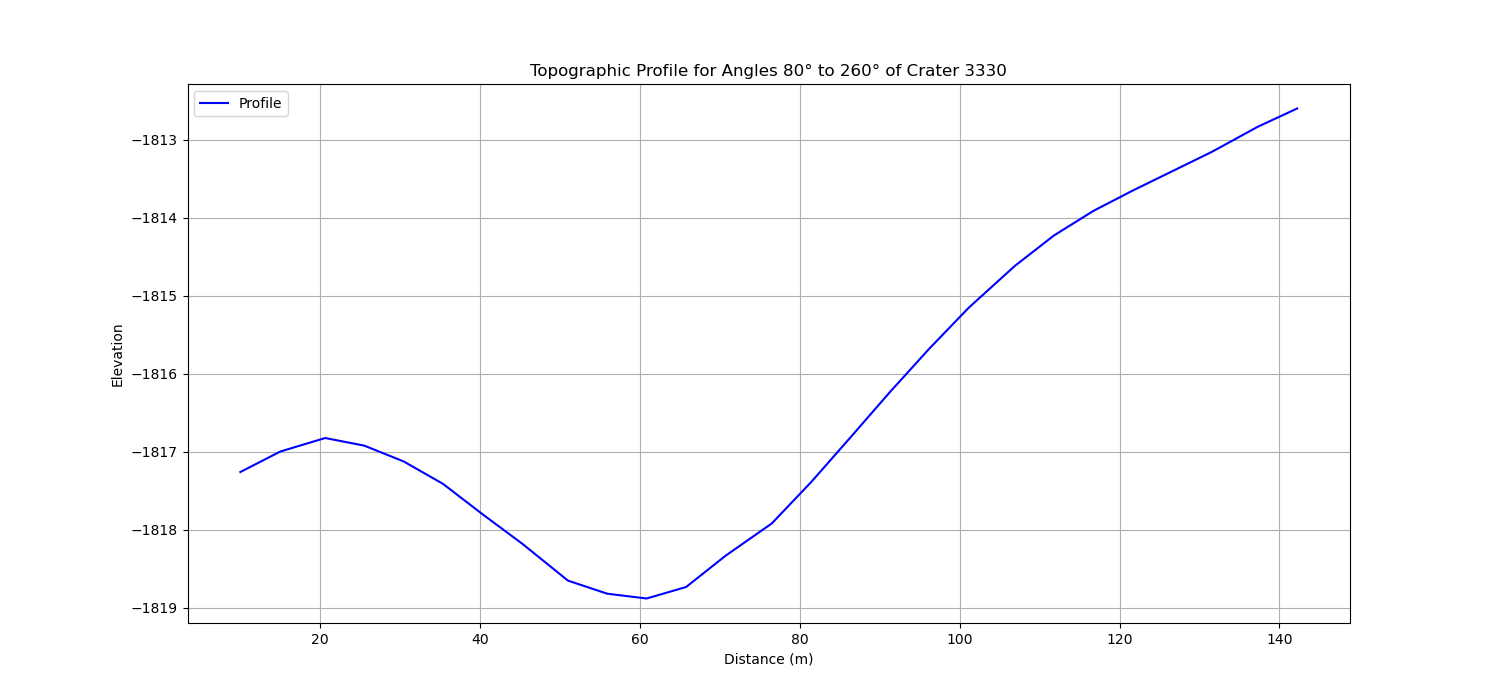 Topographic Profile for Angles 80° to 260° of Crater 3330
Profile
−1813
−1814
−1815
−1816
−1817
−1818
−1819
Elevation
20 40 60 80 100 120 140
Distance (m)